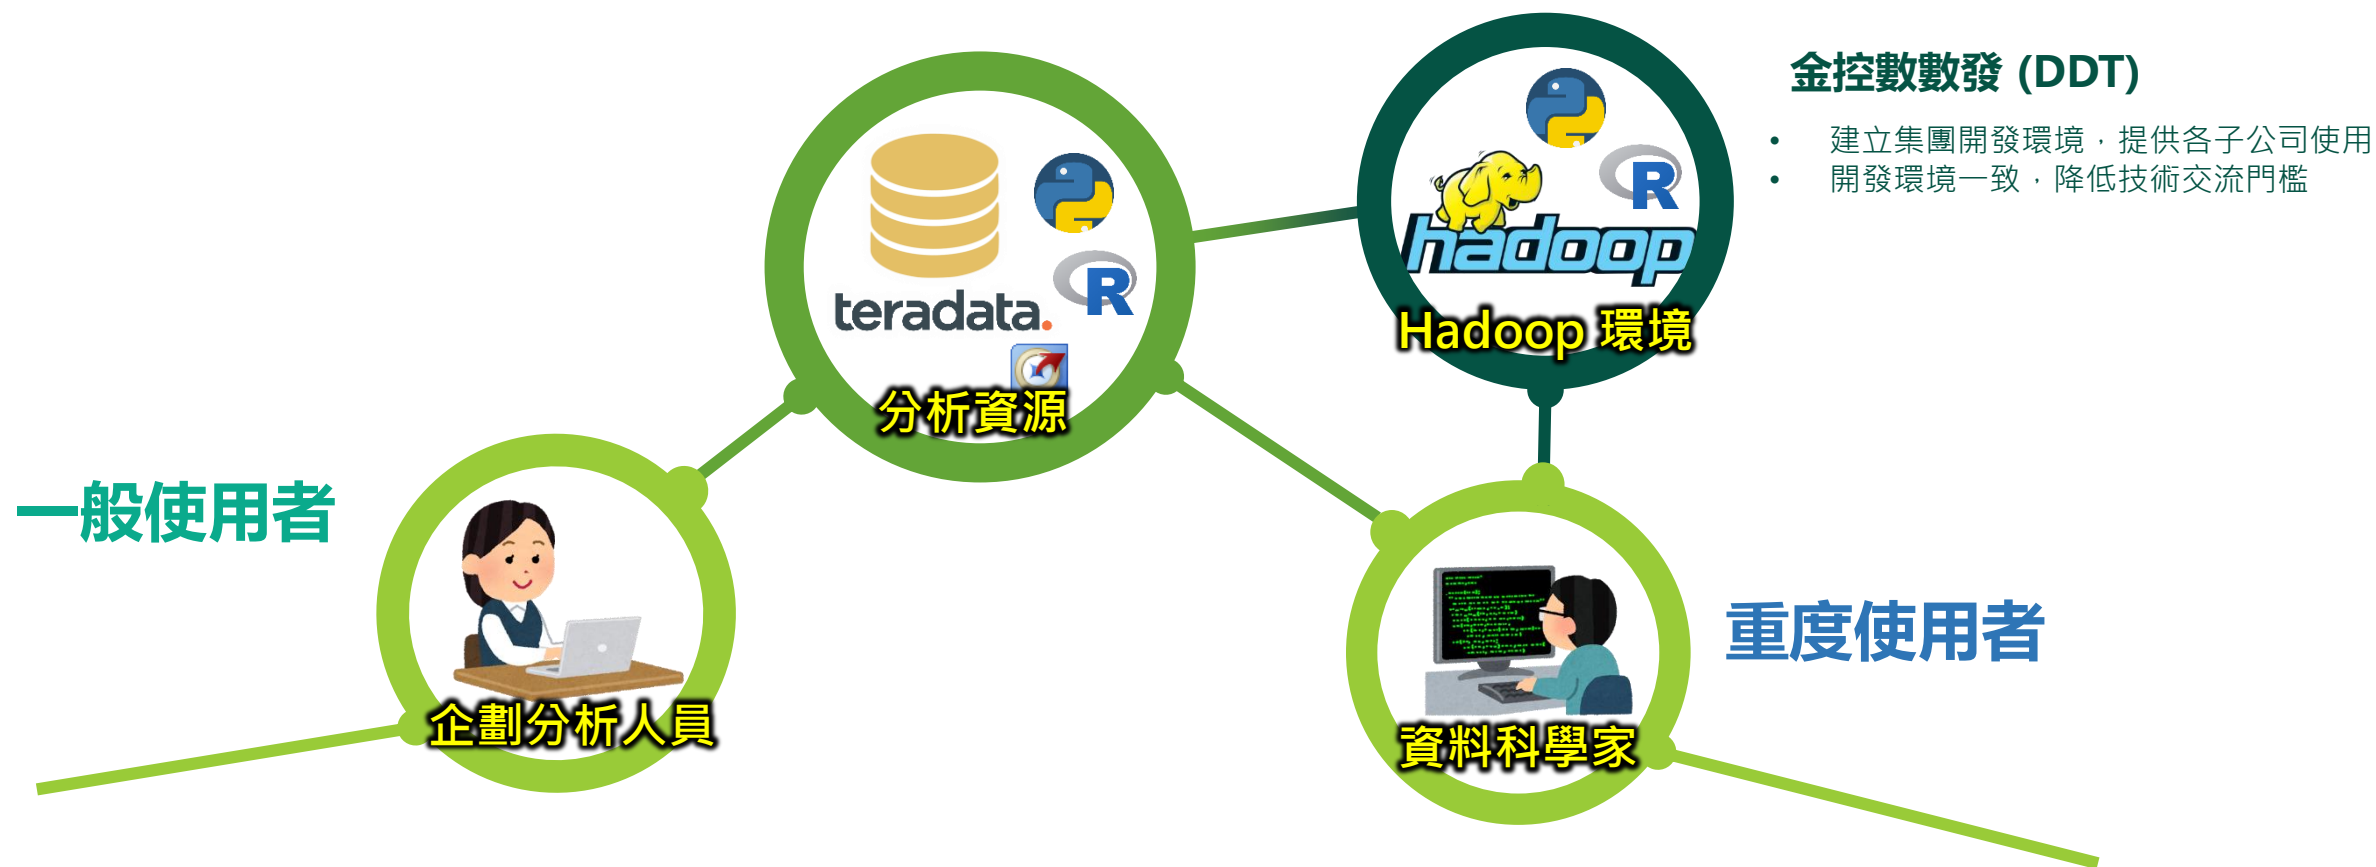 金控數數發 (DDT)
• 建立集團開發環境，提供各子公司使用
• 開發環境一致，降低技術交流門檻
hadoop
R
Hadoop 環境
teradata.
R
分析資源
一般使用者
企劃分析人員
重度使用者
資料科學家